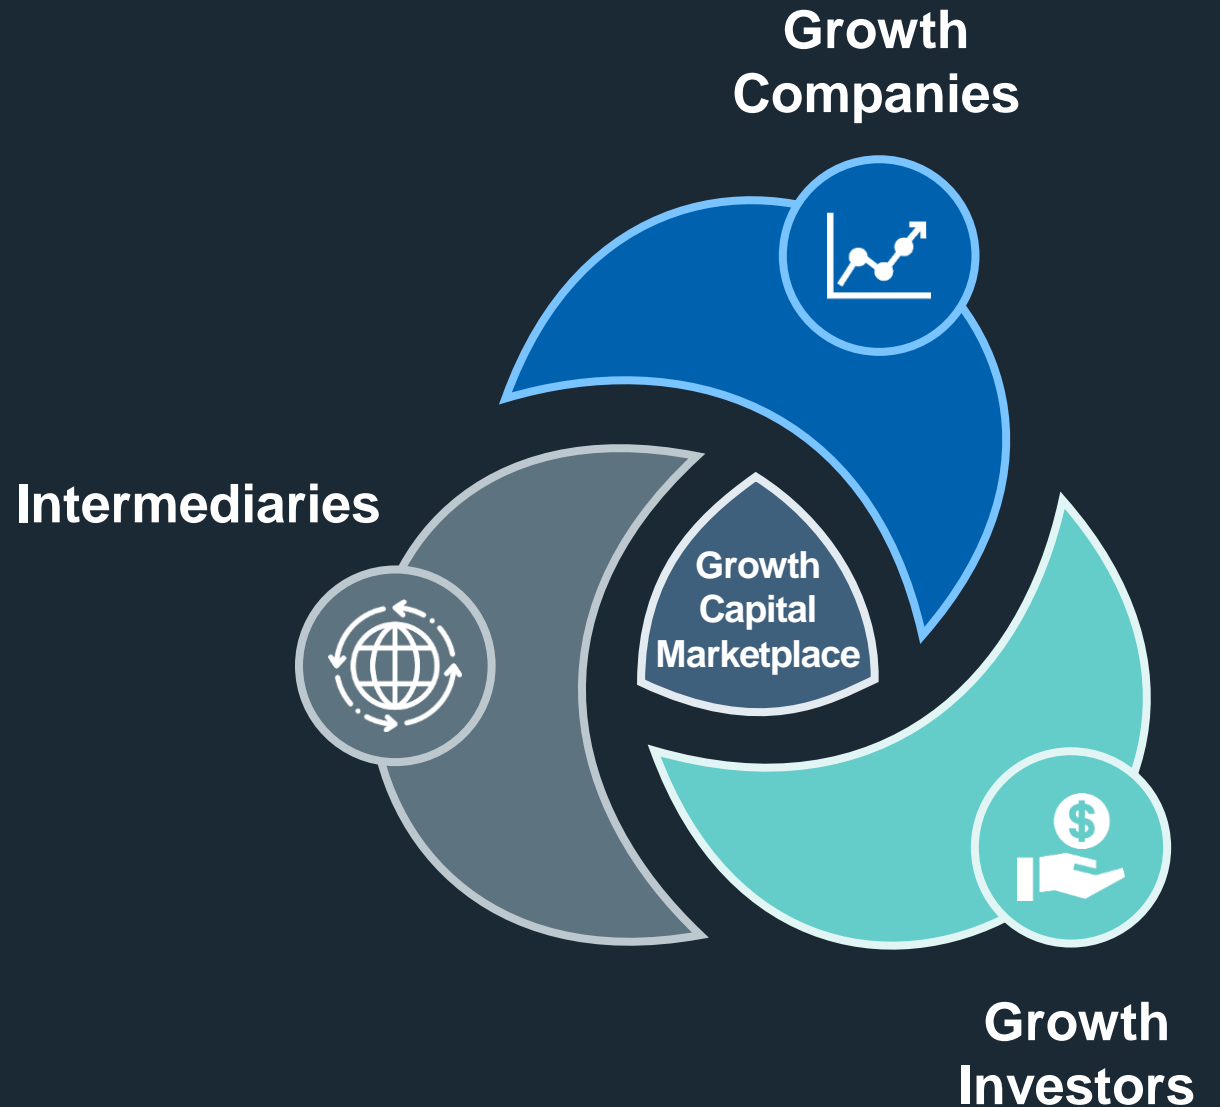 Growth
Companies
Intermediaries
Growth
Capital
Marketplace
$
Growth
Investors